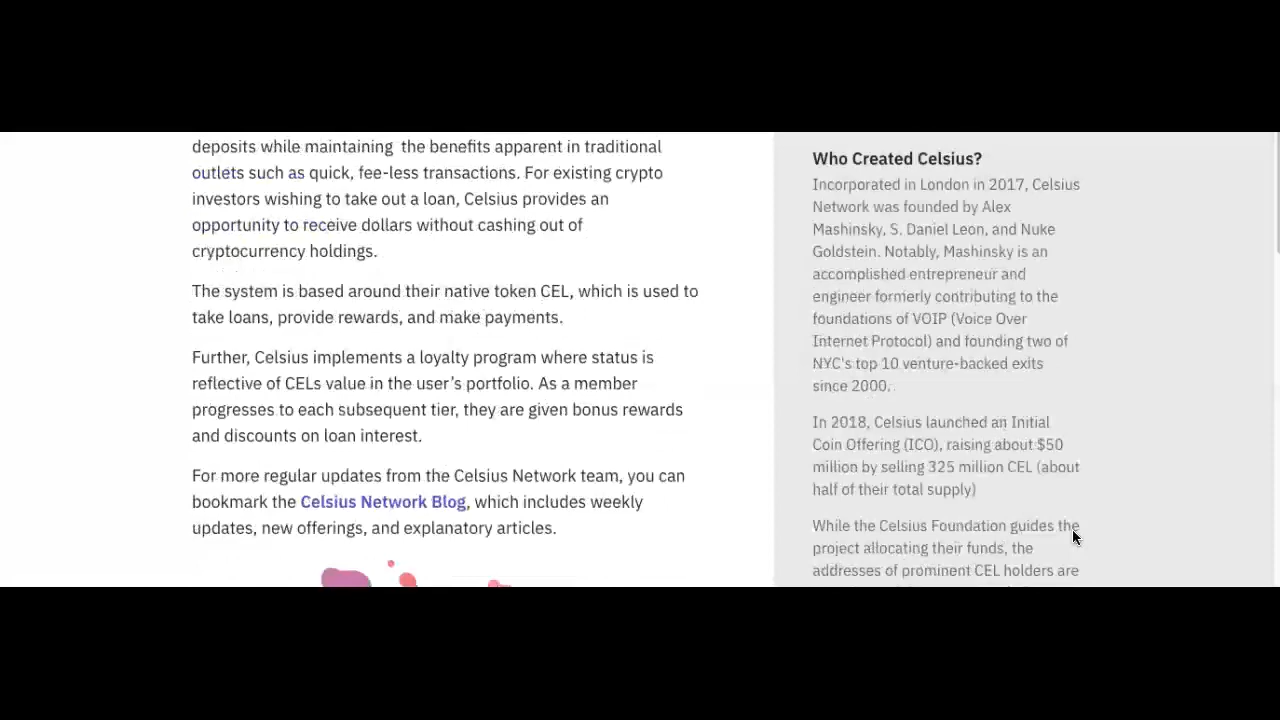 deposits while maintaining  the benefits apparent in traditional
outlets such as quick, fee-less transactions. For existing crypto
investors wishing to take out a loan, Celsius provides an
opportunity to receive dollars without cashing out of
cryptocurrency holdings.
The system is based around their native token CEL, which is used to
take loans, provide rewards, and make payments.
Further, Celsius implements a loyalty program where status is
reflective of CELs value in the user’s portfolio. As a member
progresses to each subsequent tier, they are given bonus rewards
and discounts on loan interest.
For more regular updates from the Celsius Network team, you can
bookmark the Celsius Network Blog, which includes weekly
updates, new offerings, and explanatory articles.
Who Created Celsius?
Incorporated in London in 2017, Celsius
Network was founded by Alex
Mashinsky, S. Daniel Leon, and Nuke
Goldstein. Notably, Mashinsky is an
accomplished entrepreneur and
engineer formerly contributing to the
foundations of VOIP (Voice Over
Internet Protocol) and founding two of
NYC's top 10 venture-backed exits
since 2000.
In 2018, Celsius launched an Initial
Coin Offering (ICO), raising about $50
million by selling 325 million CEL (about
half of their total supply)
While the Celsius Foundation guides the
project allocating their funds, the
addresses of prominent CEL holders are